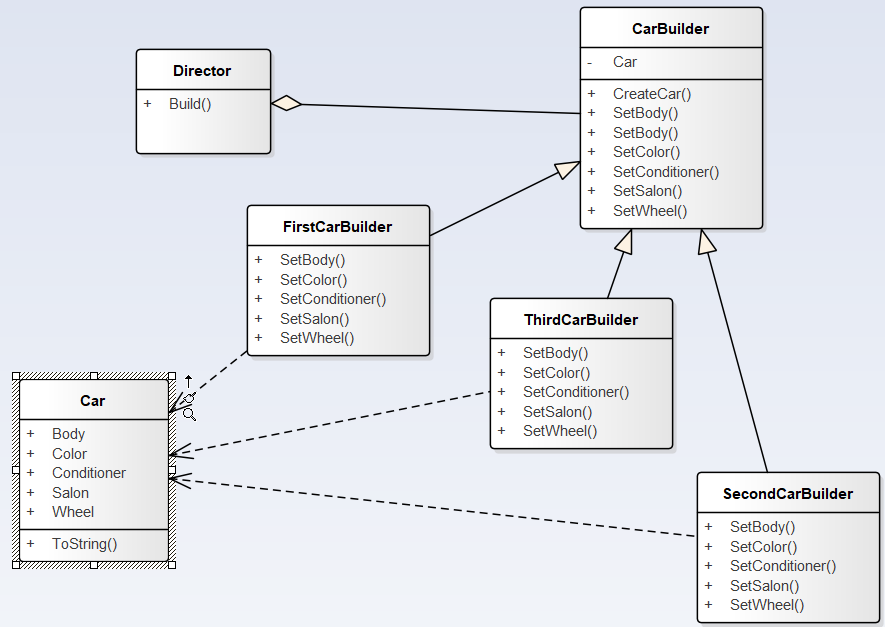 CarBuilder
- Car
+ CreateCar()
+ SetBody()
+ SetBody()
+ SetColor()
+ SetConditioner()
+ SetSalon()
+ SetWheel()
Director
+ Build()
FirstCarBuilder
+ SetBody()
+ SetColor()
+ SetConditioner()
+ SetSalon()
+ SetWheel()
ThirdCarBuilder
+ SetBody()
+ SetColor()
+ SetConditioner()
+ SetSalon()
+ SetWheel()
Car
+ Body
+ Color
+ Conditioner
+ Salon
+ Wheel
+ ToString()
SecondCarBuilder
+ SetBody()
+ SetColor()
+ SetConditioner()
+ SetSalon()
+ SetWheel()